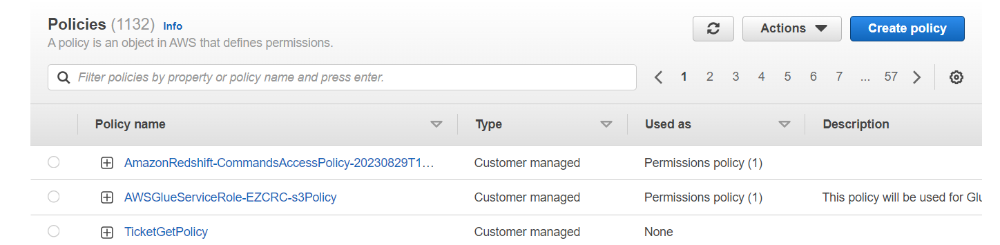 Policies (1132) Info
A policy is an object in AWS that defines permissions.
Actions
Create policy
Filter policies by property or policy name and press enter.
1 2 3 4 5 6 7 ... 57
Policy name Type Used as Description
AmazonRedshift-CommandsAccessPolicy-20230829T1… Customer managed Permissions policy (1)
AWSGlueServiceRole-EZCRC-s3Policy Customer managed Permissions policy (1) This policy will be used for Glu
TicketGetPolicy Customer managed None